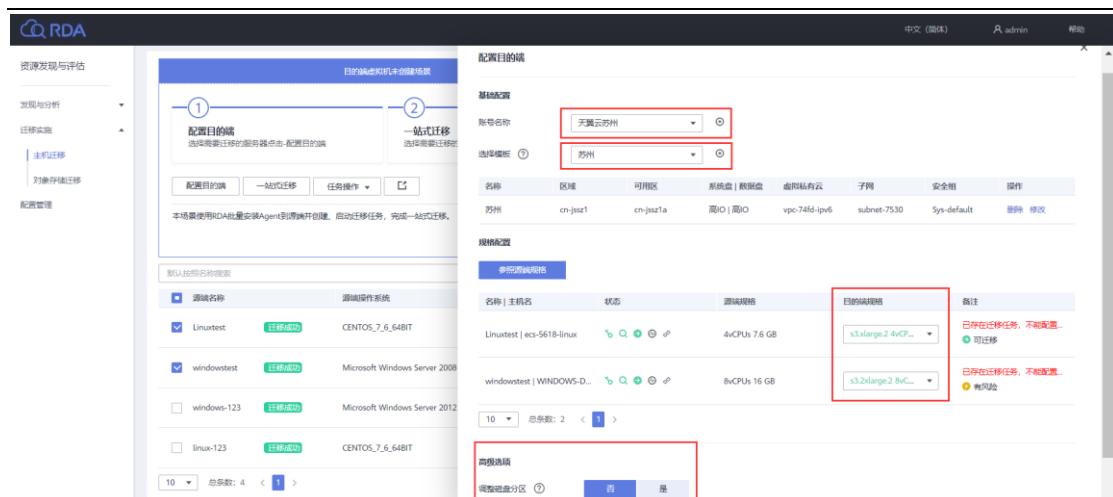 RDA
中文（简体）
admin
帮助
资源发现与评估
发现与分析
迁移实施
主机迁移
对象存储迁移
配置管理
目的端虚拟机未创建场景
1
配置目的端
选择需要迁移的服务器点击-配置目的端
2
一站式迁移
选择需要迁移的
配置目的端
一站式迁移
任务操作
本场景使用RDA批量安装Agent到源端并创建、启动迁移任务，完成一站式迁移。
默认按照名称搜索
源端名称 源端操作系统
Linuxtest 迁移成功 CENTOS_7_6_64BIT
windowstest 迁移成功 Microsoft Windows Server 2008
windows-123 迁移成功 Microsoft Windows Server 2012
linux-123 迁移成功 CENTOS_7_6_64BIT
10 总条数: 4 < 1 >
配置目的端
基础配置
账号名称 天翼云苏州
选择模板 ? 苏州
名称 区域 可用区 系统盘 | 数据盘 虚拟私有云 子网 安全组 操作
苏州 cn-jssz1 cn-jssz1a 高IO | 高IO vpc-74fd-ipv6 subnet-7530 Sys-default 删除 修改
规格配置
参照源端规格
名称 | 主机名 状态 源端规格 目的端规格 备注
Linuxtest | ecs-5618-linux 4vCPUs 7.6 GB s3.xlarge.2 4vCP... 已存在迁移任务，不能配置...
可迁移
windowstest | WINDOWS-D... 8vCPUs 16 GB s3.2xlarge.2 8vC... 已存在迁移任务，不能配置...
有风险
10 总条数: 2 < 1 >
高级选项
调整磁盘分区 ? 否 是